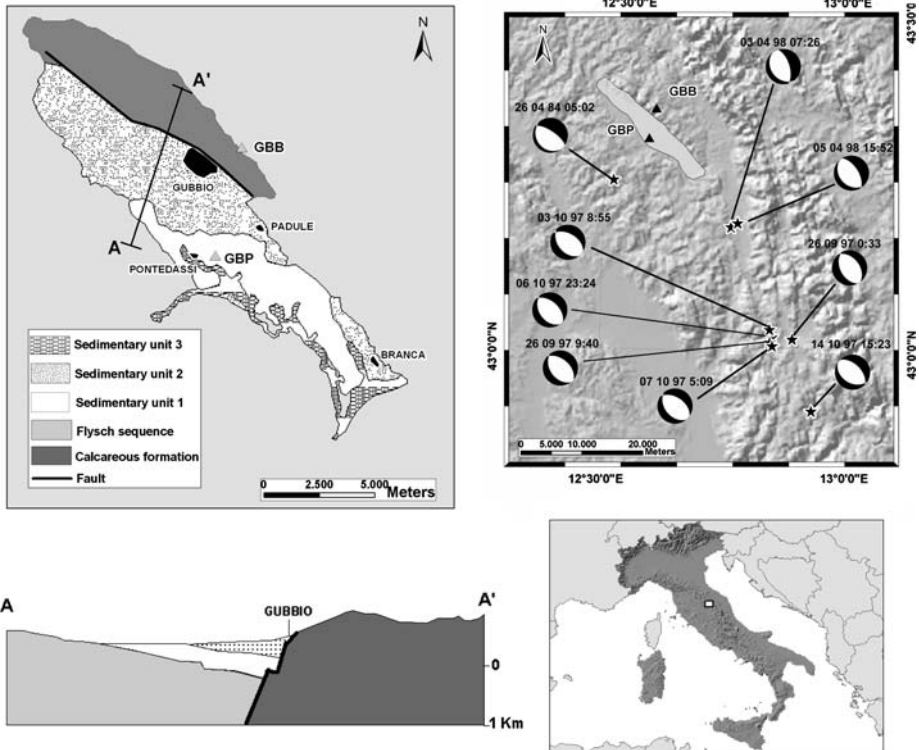 N
A'
GBB
GUBBIO
PADULE
A
GBP
PONTEDASSI
BRANCA
Sedimentary unit 3
Sedimentary unit 2
Sedimentary unit 1
Flysch sequence
Calcareous formation
Fault
0 2.500 5.000
Meters
12°30'0"E 13°0'0"E
43°30'0
N
03 04 98 07:26
GBB
26 04 84 05:02
GBP
05 04 98 15:52
03 10 97 8:55
26 09 97 0:33
06 10 97 23:24
43°0'0"N
26 09 97 9:40
14 10 97 15:23
07 10 97 5:09
0 5.000 10.000 20.000
Meters
12°30'0"E 13°0'0"E
A
A'
GUBBIO
0
1 Km